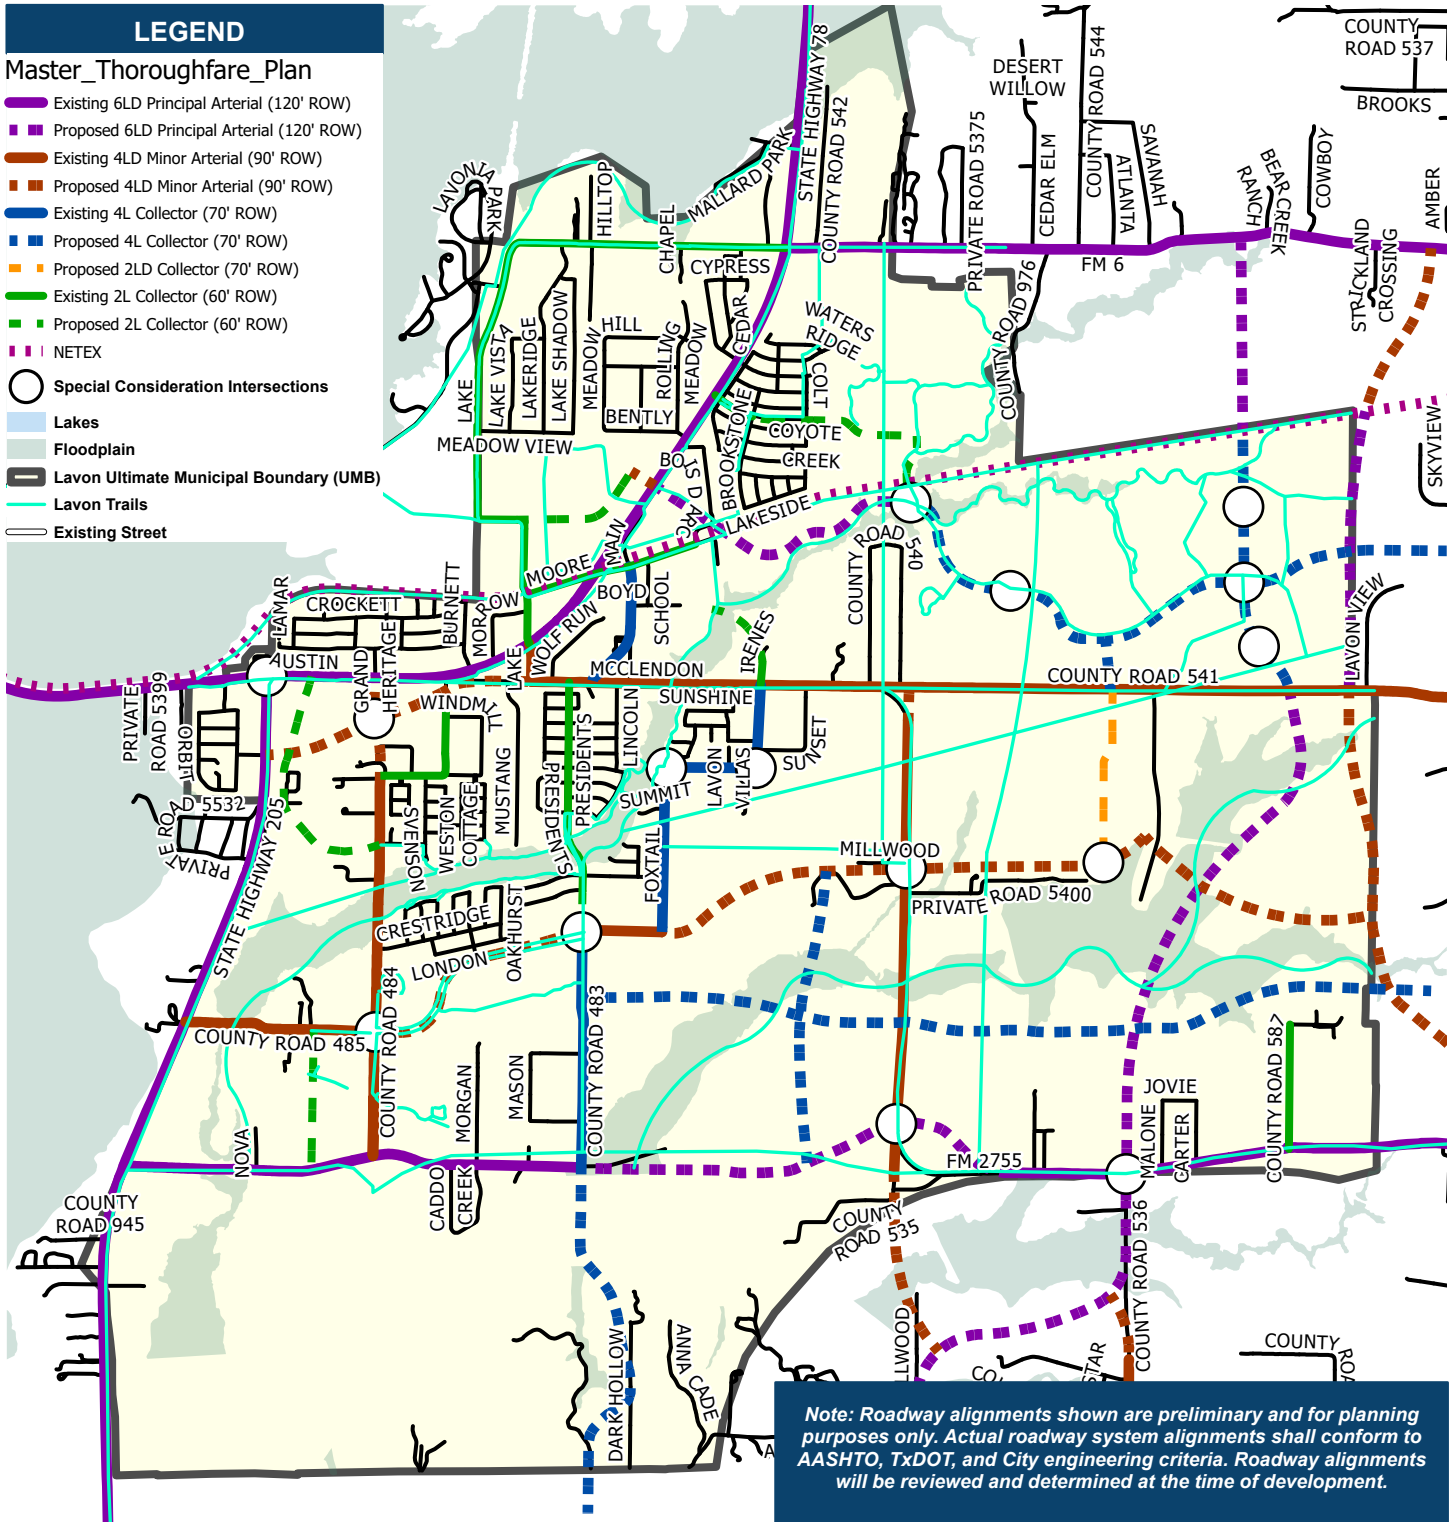 LEGEND
Master_Thoroughfare_Plan
Existing 6LD Principal Arterial (120' ROW)
Proposed 6LD Principal Arterial (120' ROW)
Existing 4LD Minor Arterial (90' ROW)
Proposed 4LD Minor Arterial (90' ROW)
Existing 4L Collector (70' ROW)
Proposed 4L Collector (70' ROW)
Proposed 2LD Collector (70' ROW)
Existing 2L Collector (60' ROW)
Proposed 2L Collector (60' ROW)
NETEX
Special Consideration Intersections
Lakes
Floodplain
Lavon Ultimate Municipal Boundary (UMB)
Lavon Trails
Existing Street
STATE HIGHWAY 78
COUNTY ROAD 542
PRIVATE ROAD 5375
DESERT
WILLOW
CEDAR ELM
COUNTY ROAD 544
ATLANTA
SAVANAH
COUNTY
ROAD 537
BROOKS
COWBOY
BEAR CREEK
RANCH
AMBER
STRICKLAND
CROSSING
FM 6
COUNTY ROAD 976
LAVONIA
PARK
HILLTOP
CHAPEL
MALLARD PARK
CYPRESS
CEDAR
WATERS
RIDGE
COLT
LAKE
LAKE VISTA
LAKERIDGE
LAKE SHADOW
MEADOW
HILL
ROLLING
MEADOW
BENTLY
MEADOW VIEW
BROOKSTONE
COYOTE
CREEK
BOIS D ARC
LAKESIDE
SKYVIEW
MAIN
MOORE
BOYD
SCHOOL
COUNTY ROAD 540
LAVON VIEW
LAMAR
CROCKETT
BURNETT
MORROW
WOLF RUN
LAKE
AUSTIN
GRAND
HERITAGE
MCCLENDON
IRENES
COUNTY ROAD 541
SUNSHINE
PRIVATE
ROAD 5399
ORBIT
WINDMILL
LINCOLN
PRESIDENTS
PRESIDENTS
MUSTANG
SUNSET
LAVON
VILLAS
SUMMIT
PRIVATE ROAD 5532
PRIVATE
STATE HIGHWAY 205
SVENSON
WESTON
COTTAGE
FOXTAIL
MILLWOOD
PRIVATE ROAD 5400
CRESTRIDGE
OAKHURST
LONDON
COUNTY ROAD 484
COUNTY ROAD 483
COUNTY ROAD 485
MASON
MORGAN
NOVA
CADDO
CREEK
JOVIE
MALONE
CARTER
COUNTY ROAD 587
FM 2755
COUNTY
ROAD 945
COUNTY
ROAD 535
COUNTY ROAD 536
DARK HOLLOW
ANNA CADE
LLWOOD
STAR
COUNTY
Note: Roadway alignments shown are preliminary and for planning
purposes only. Actual roadway system alignments shall conform to
AASHTO, TxDOT, and City engineering criteria. Roadway alignments
will be reviewed and determined at the time of development.